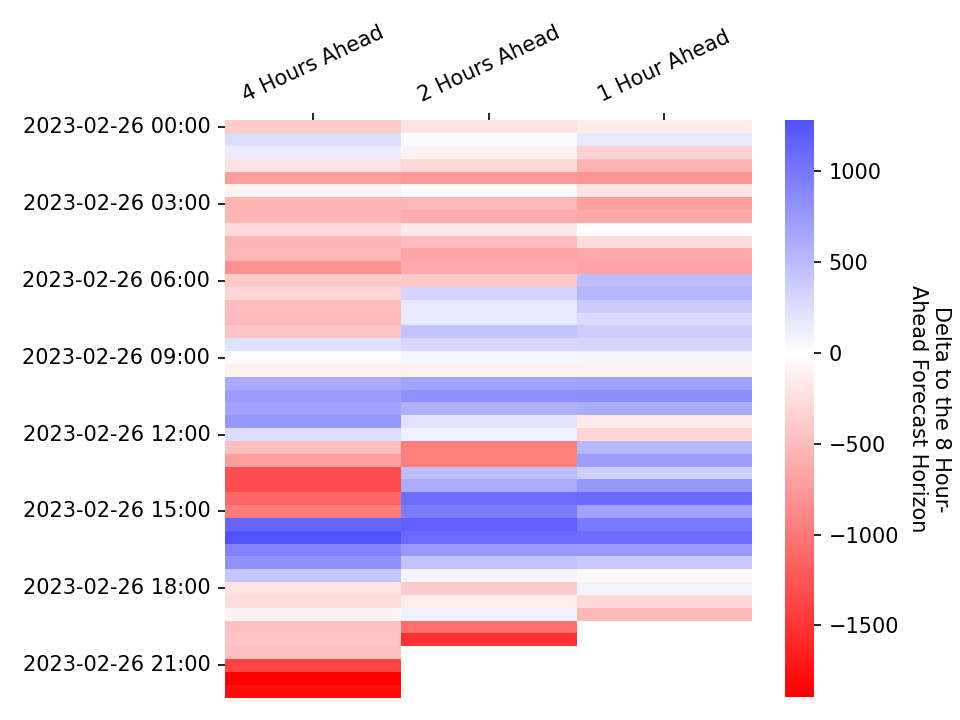 4 Hours Ahead
2 Hours Ahead
1 Hour Ahead
2023-02-26 00:00
2023-02-26 03:00
2023-02-26 06:00
2023-02-26 09:00
2023-02-26 12:00
2023-02-26 15:00
2023-02-26 18:00
2023-02-26 21:00
1000
500
0
−500
−1000
−1500
Delta to the 8 Hour-
Ahead Forecast Horizon